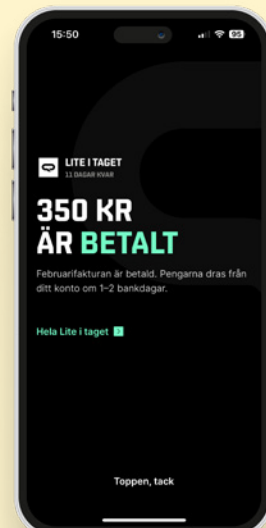 15:50
95
LITE I TAGET
11 DAGAR KVAR
350 KR
ÄR BETALT
Februarifakturan är betald. Pengarna dras från
ditt konto om 1–2 bankdagar.
Hela Lite i taget
Toppen, tack